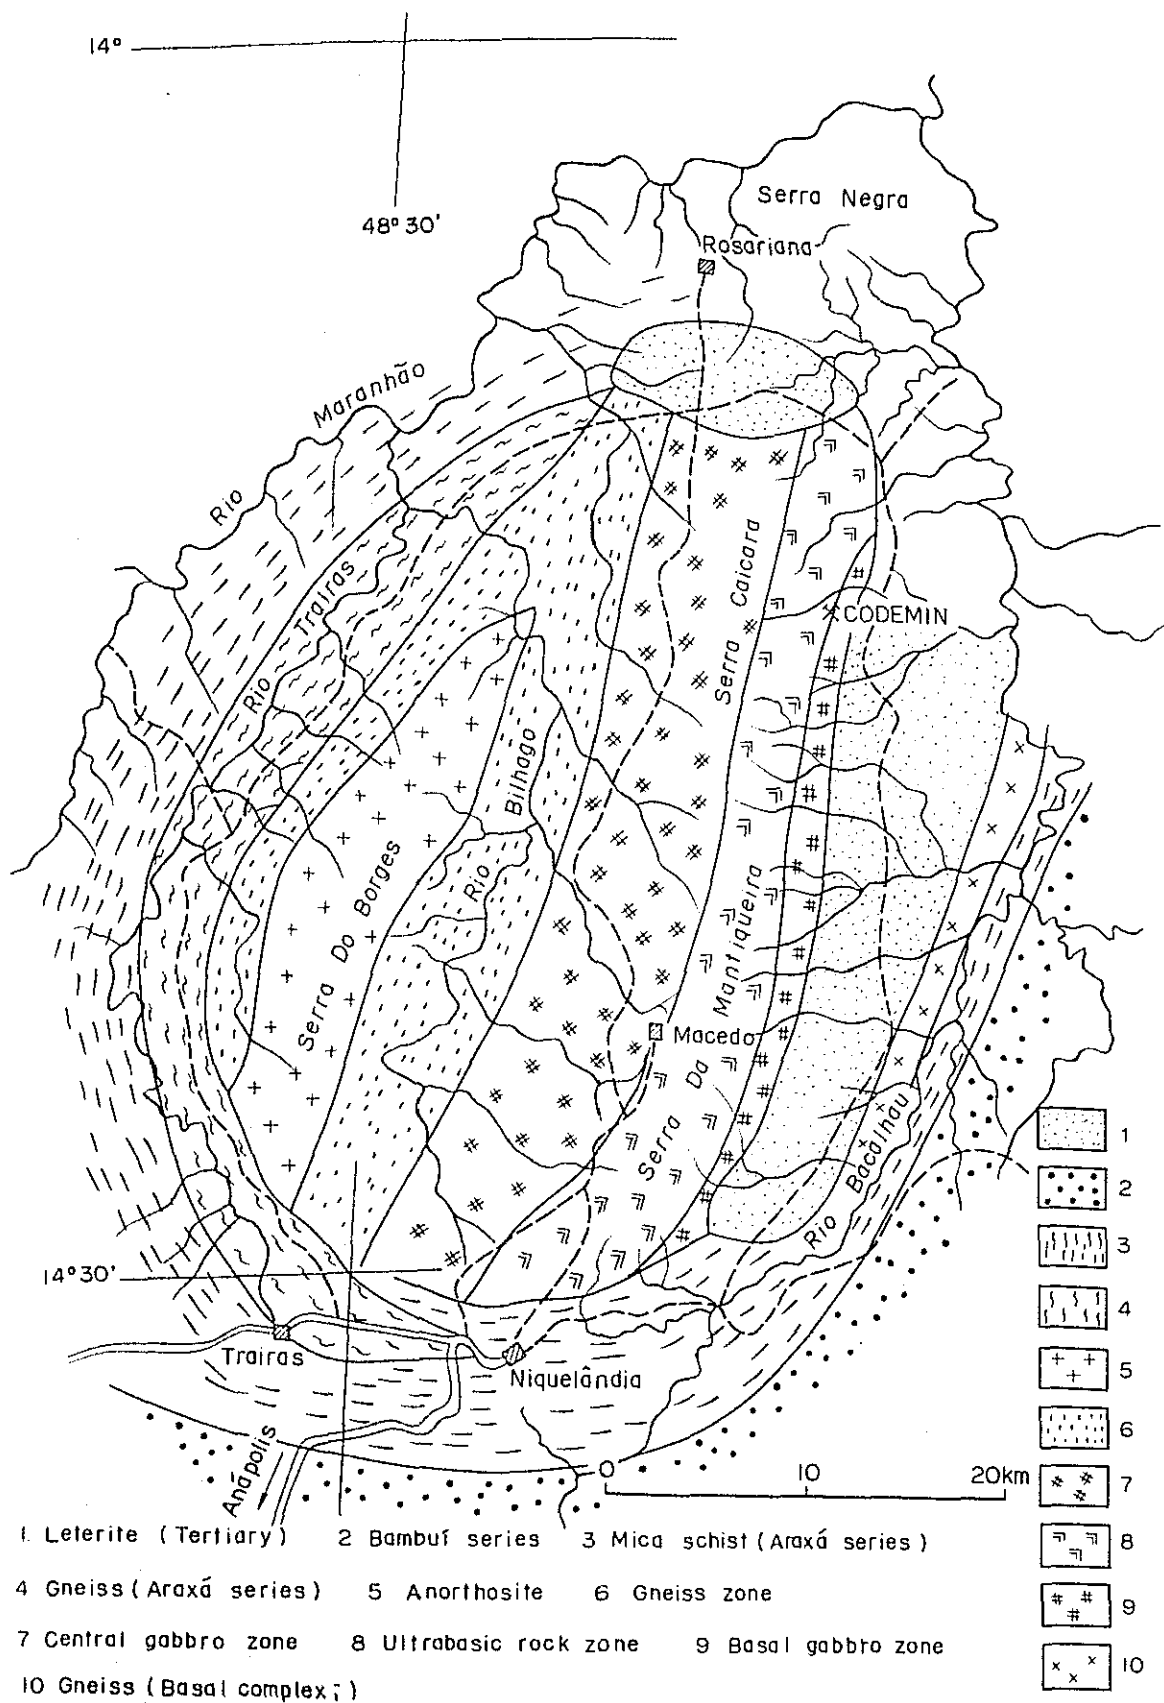 14°
48° 30'
Serra Negra
Rosariana
Rio Maranhão
Rio Trairas
Serra Caicara
CODEMIN
Rio Bilhago
Serra Do Borges
Serra Da Mantiqueira
Macedo
Rio Bacalhau
14° 30'
Trairas
Niquelândia
Anápolis
0 10 20km
1
2
3
4
5
6
7
8
9
10
1 Leterite (Tertiary) 2 Bambuí series 3 Mica schist (Araxá series)
4 Gneiss (Araxá series) 5 Anorthosite 6 Gneiss zone
7 Central gabbro zone 8 Ultrabasic rock zone 9 Basal gabbro zone
10 Gneiss (Basal complex;)